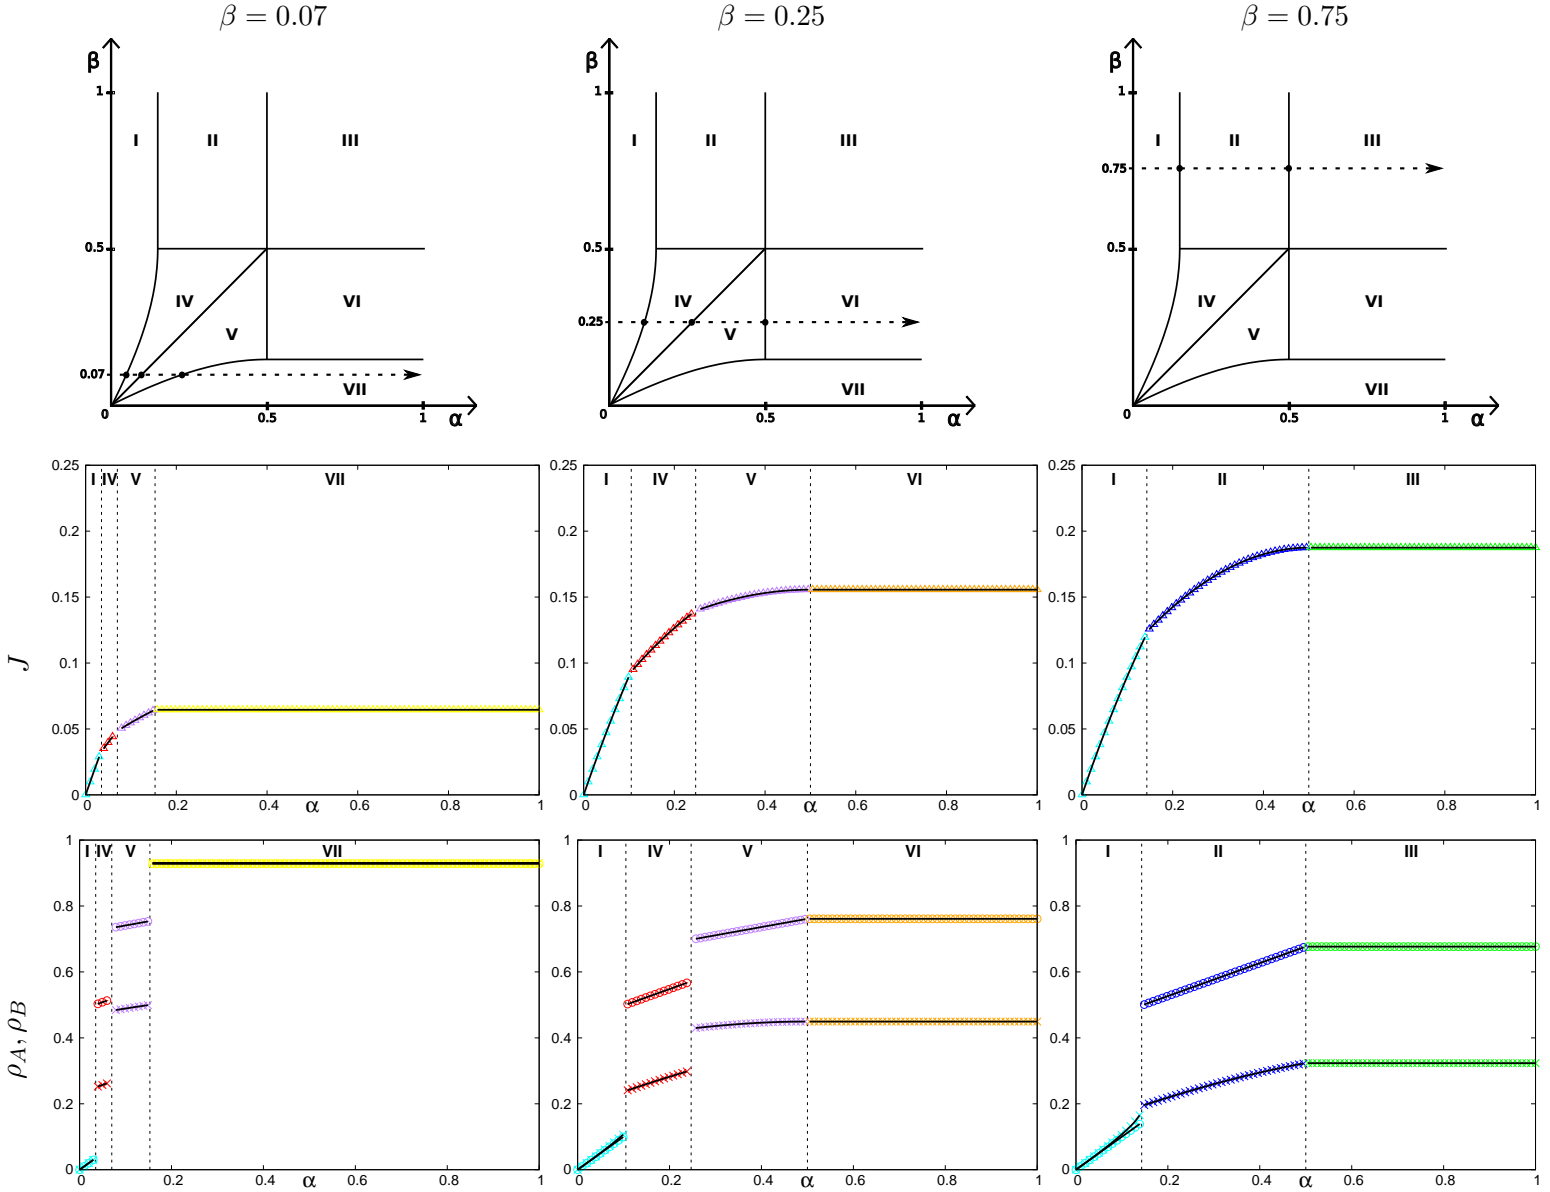 β = 0.07 β = 0.25 β = 0.75
β β β
1 1 1
I II III I II III I II III
0.75
0.5 0.5 0.5
IV VI IV VI IV VI
0.25
V V V
0.07
VII VII VII
0 0.5 1 α 0 0.5 1 α 0 0.5 1 α
0.25 0.25 0.25
I IV V VII I IV V VI I II III
0.2 0.2 0.2
0.15 0.15 0.15
J
0.1 0.1 0.1
0.05 0.05 0.05
0 0 0
0 0.2 0.4 α 0.6 0.8 1 0 0.2 0.4 α 0.6 0.8 1 0 0.2 0.4 α 0.6 0.8 1
1 1 1
I IV V VII I IV V VI I II III
0.8 0.8 0.8
0.6 0.6 0.6
ρA, ρB
0.4 0.4 0.4
0.2 0.2 0.2
0 0 0
0 0.2 0.4 α 0.6 0.8 1 0 0.2 0.4 α 0.6 0.8 1 0 0.2 0.4 α 0.6 0.8 1